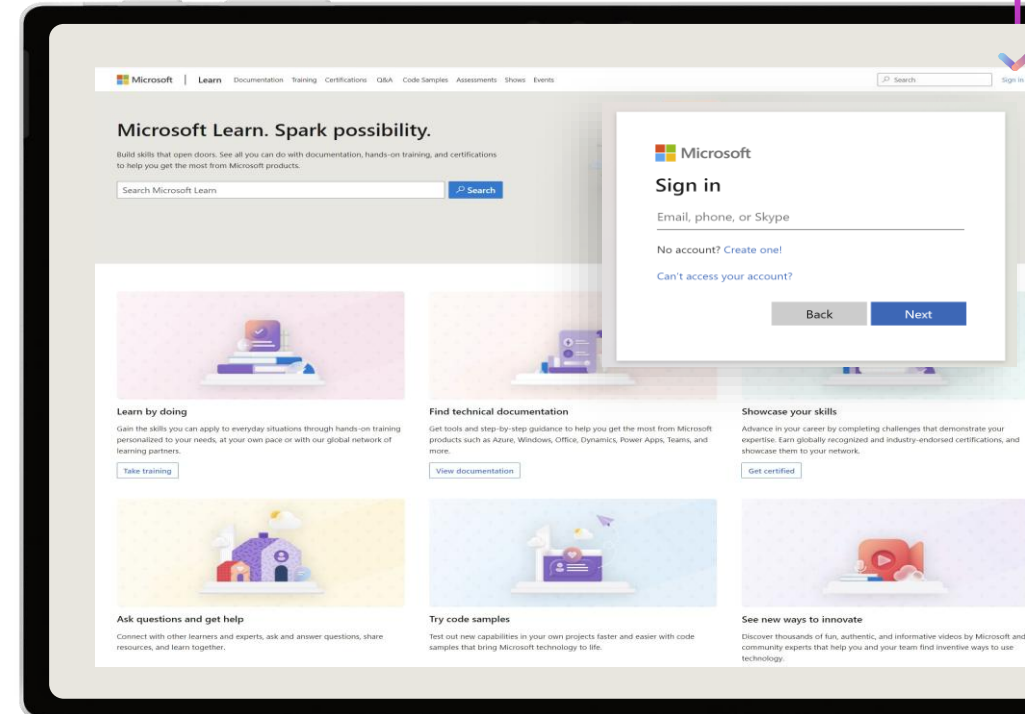 Microsoft | Learn Documentation Training Certifications Q&A Code Samples Assessments Shows Events Search Sign in
Microsoft Learn. Spark possibility.
Build skills that open doors. See all you can do with documentation, hands-on training, and certifications
to help you get the most from Microsoft products.
Search Microsoft Learn Search
Microsoft
Sign in
Email, phone, or Skype
No account? Create one!
Can't access your account?
Back Next
Learn by doing
Gain the skills you can apply to everyday situations through hands-on training
personalized to your needs, at your own pace or with our global network of
learning partners.
Take training
Find technical documentation
Get tools and step-by-step guidance to help you get the most from Microsoft
products such as Azure, Windows, Office, Dynamics, Power Apps, Teams, and
more.
View documentation
Showcase your skills
Advance in your career by completing challenges that demonstrate your
expertise. Earn globally recognized and industry-endorsed certifications, and
showcase them to your network.
Get certified
Ask questions and get help
Connect with other learners and experts, ask and answer questions, share
resources, and learn together.
Try code samples
Test out new capabilities in your own projects faster and easier with code
samples that bring Microsoft technology to life.
See new ways to innovate
Discover thousands of fun, authentic, and informative videos by Microsoft and
community experts that help you and your team find inventive ways to use
technology.